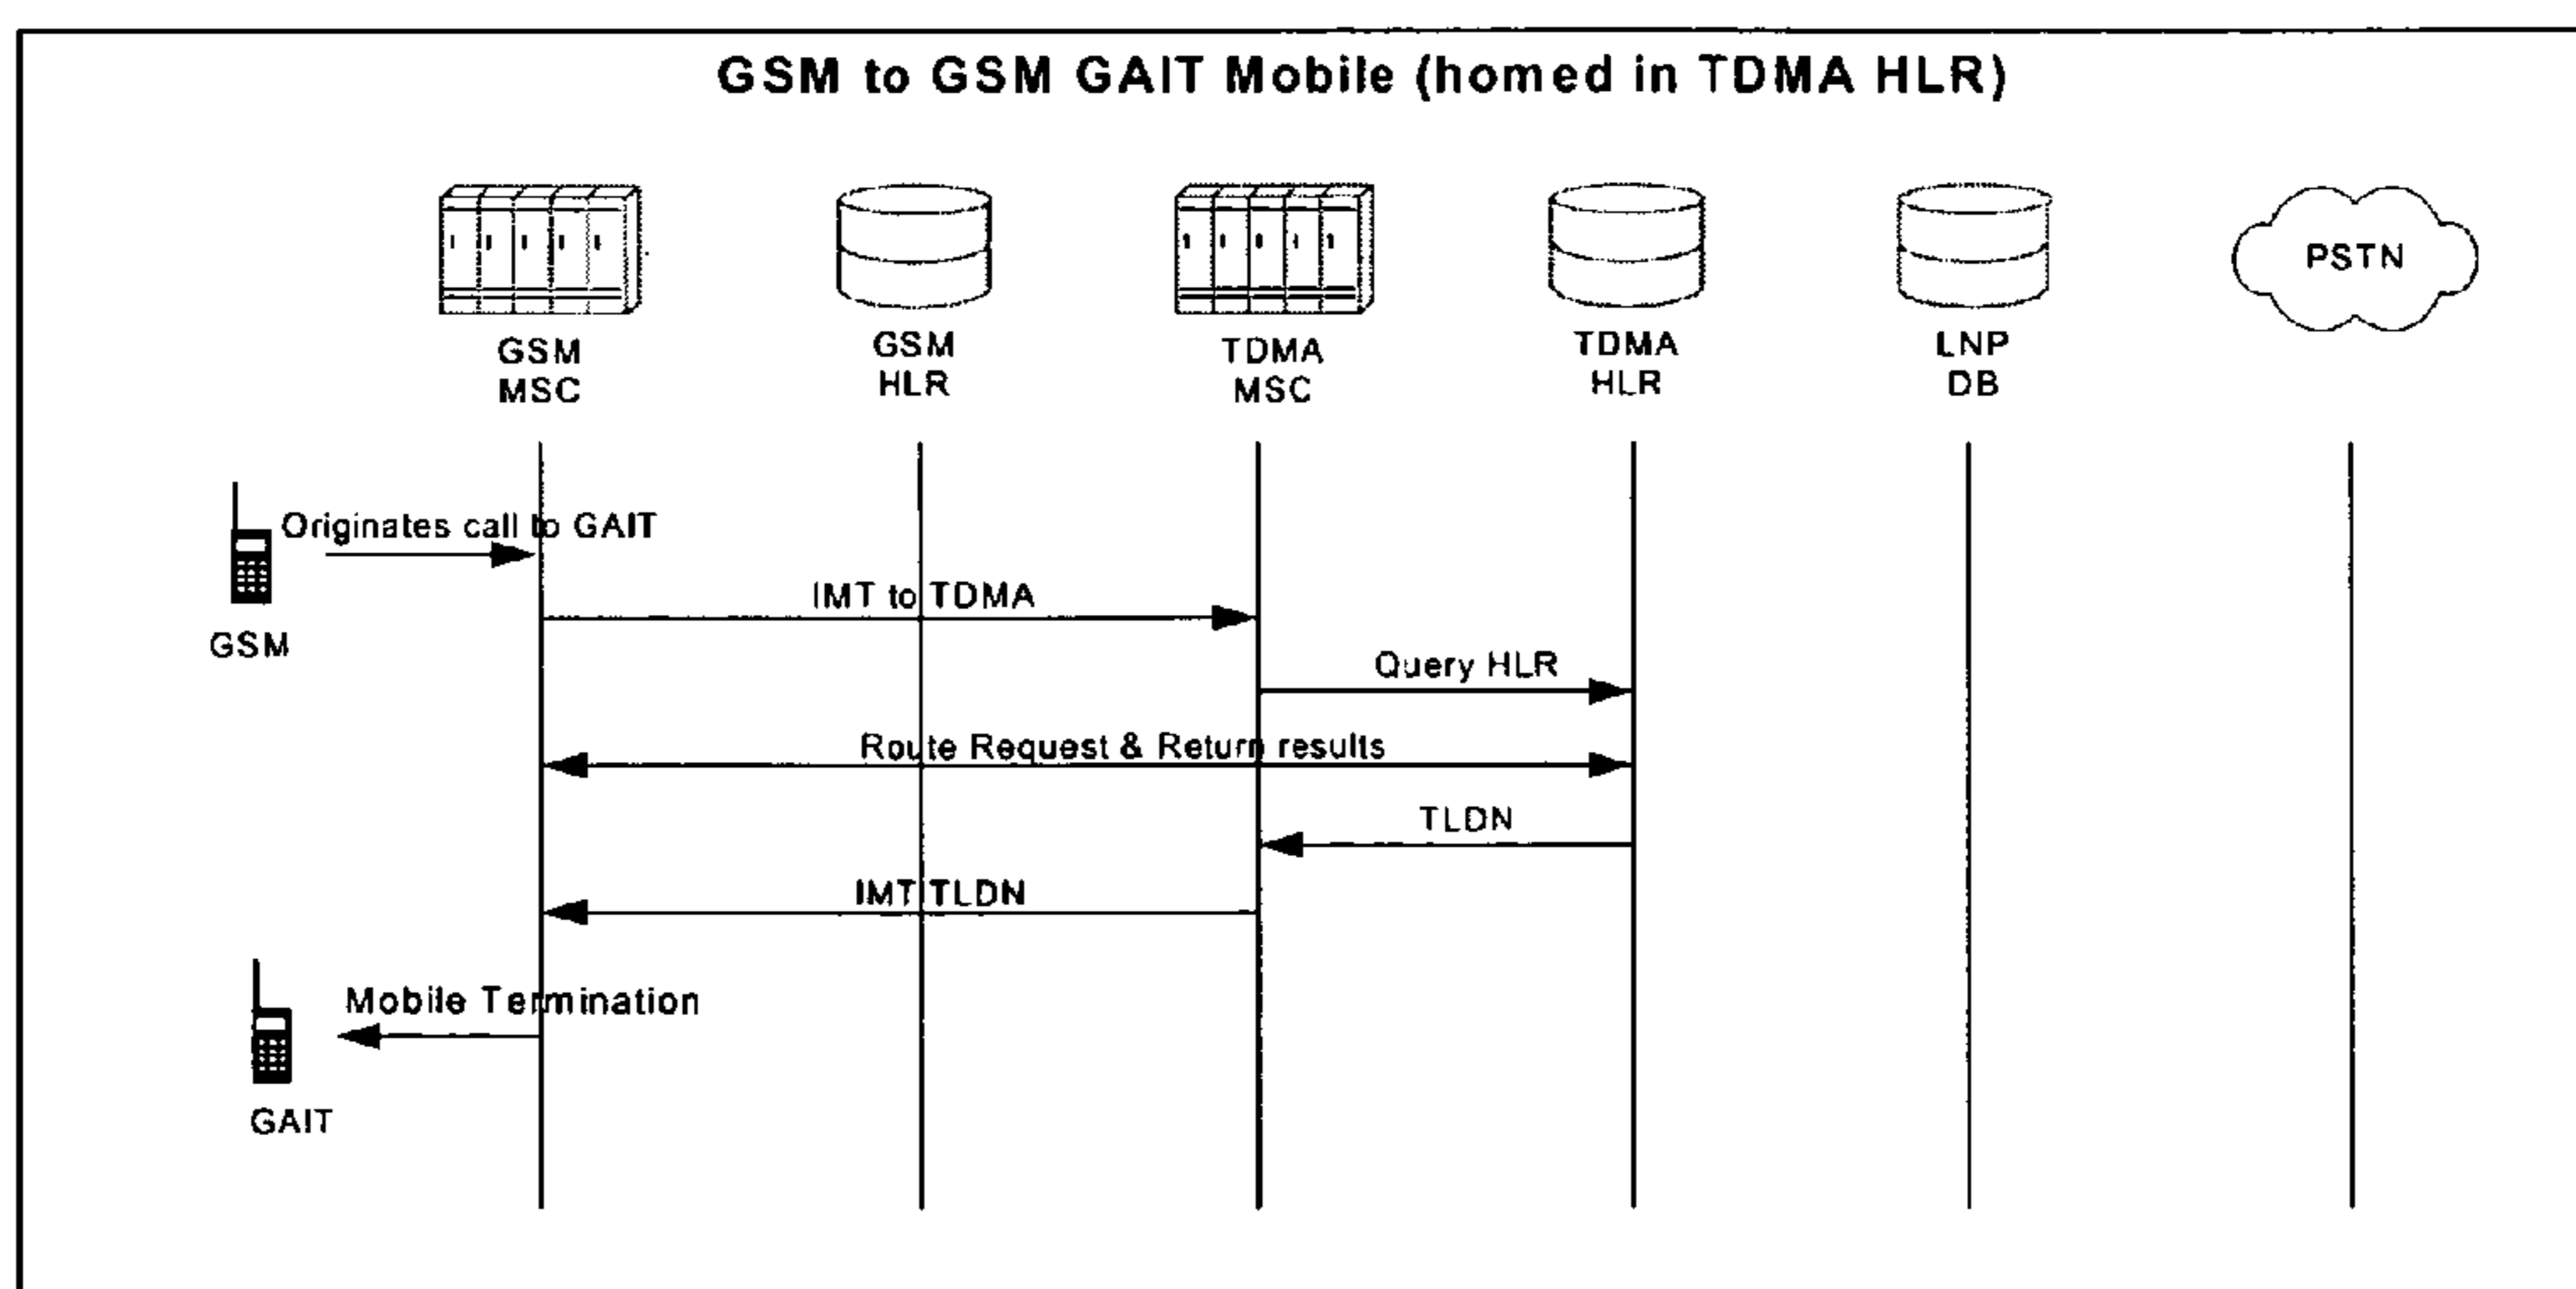 GSM to GSM GAIT Mobile (homed in TDMA HLR)
GSM
MSC
GSM
HLR
TDMA
MSC
TDMA
HLR
LNP
DB
PSTN
Originates call to GAIT
GSM
IMT to TDMA
Query HLR
Route Request & Return results
TLDN
IMT TLDN
Mobile Termination
GAIT